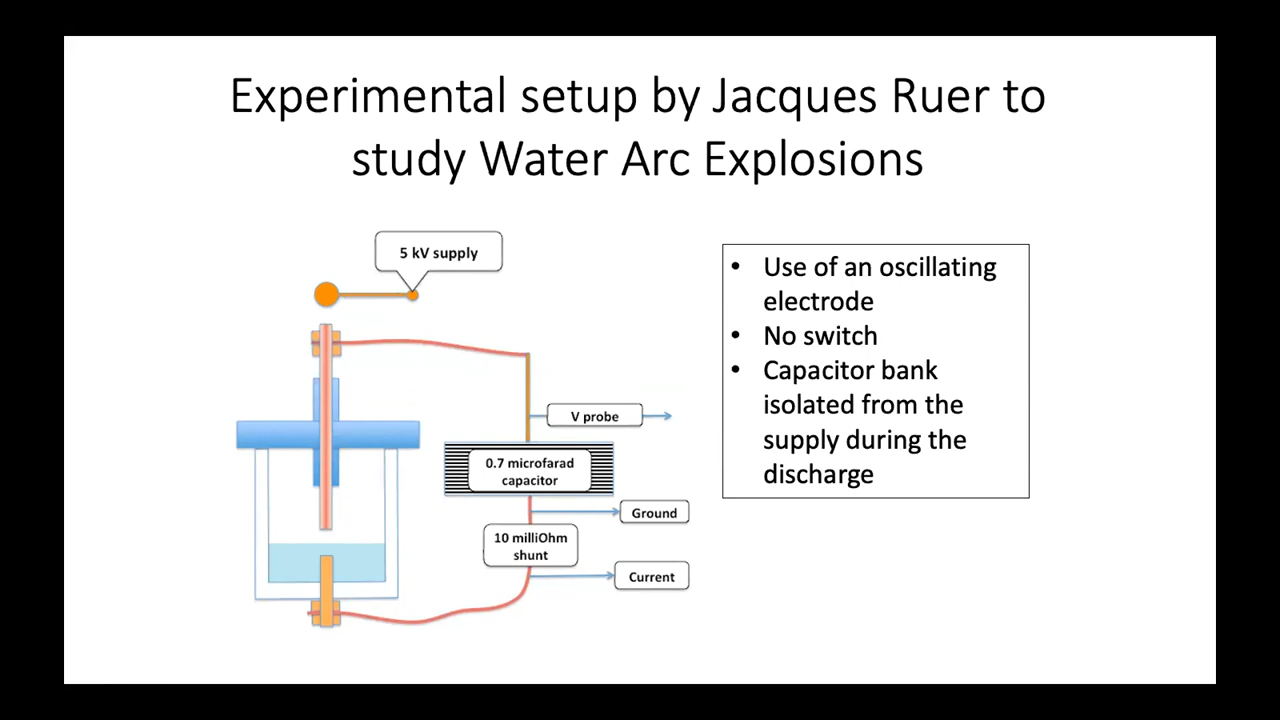 Experimental setup by Jacques Ruer to
study Water Arc Explosions
5 kV supply
V probe
0.7 microfarad
capacitor
Ground
10 milliOhm
shunt
Current
• Use of an oscillating
electrode
• No switch
• Capacitor bank
isolated from the
supply during the
discharge